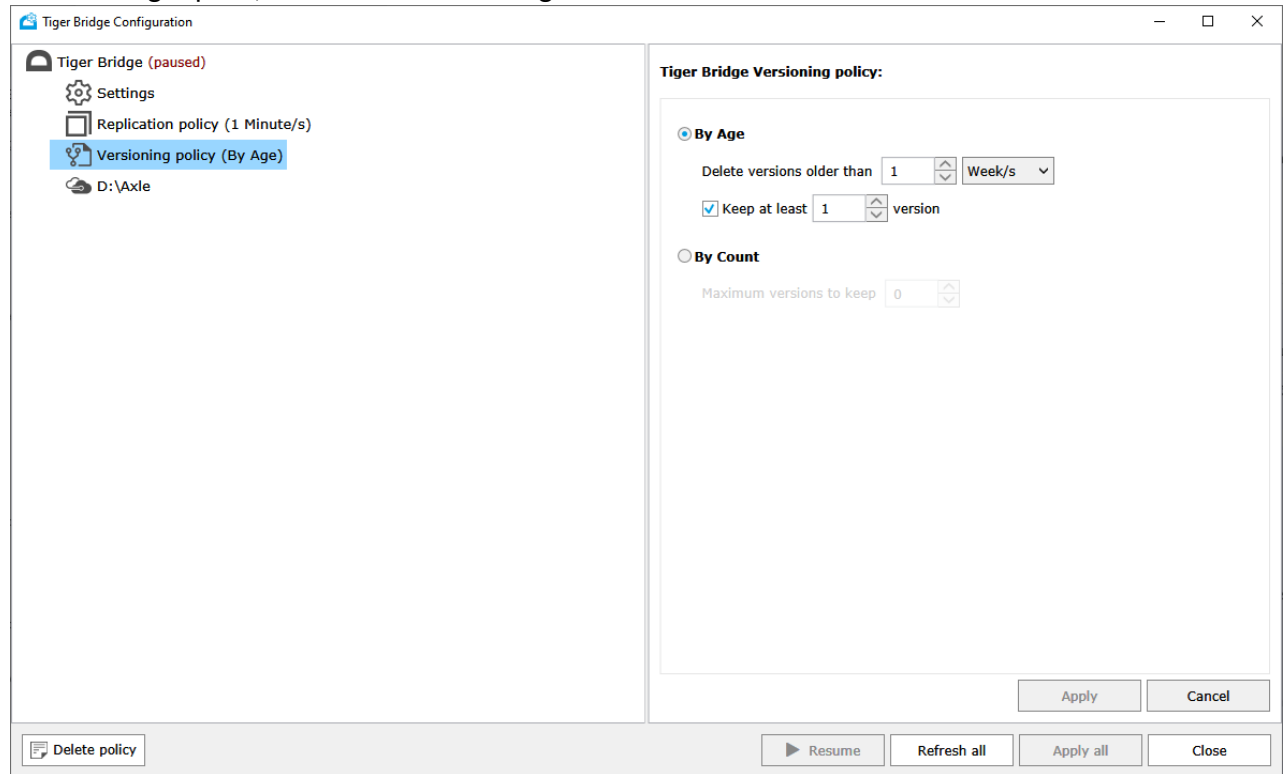 Tiger Bridge Configuration
Tiger Bridge (paused)
Settings
Replication policy (1 Minute/s)
Versioning policy (By Age)
D:\Axle
Tiger Bridge Versioning policy:
By Age
Delete versions older than 1 Week/s
Keep at least 1 version
By Count
Maximum versions to keep 0
Apply Cancel
Delete policy Resume Refresh all Apply all Close